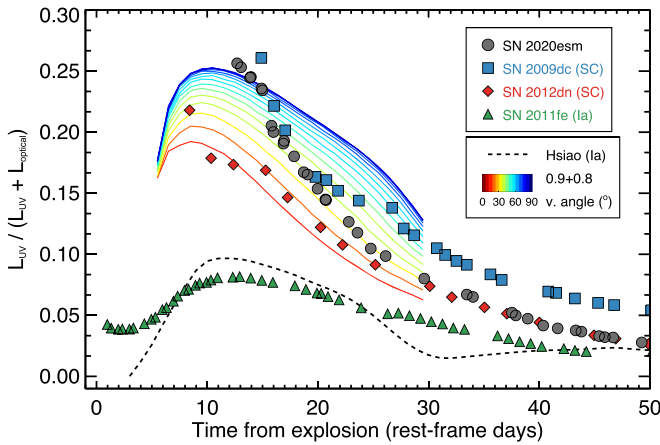 0.30
0.25
0.20
0.15
0.10
0.05
0.00
L_UV / (L_UV + L_optical)
0 10 20 30 40 50
Time from explosion (rest-frame days)
SN 2020esm
SN 2009dc (SC)
SN 2012dn (SC)
SN 2011fe (Ia)
Hsiao (Ia)
0.9+0.8
0 30 60 90 v. angle (°)